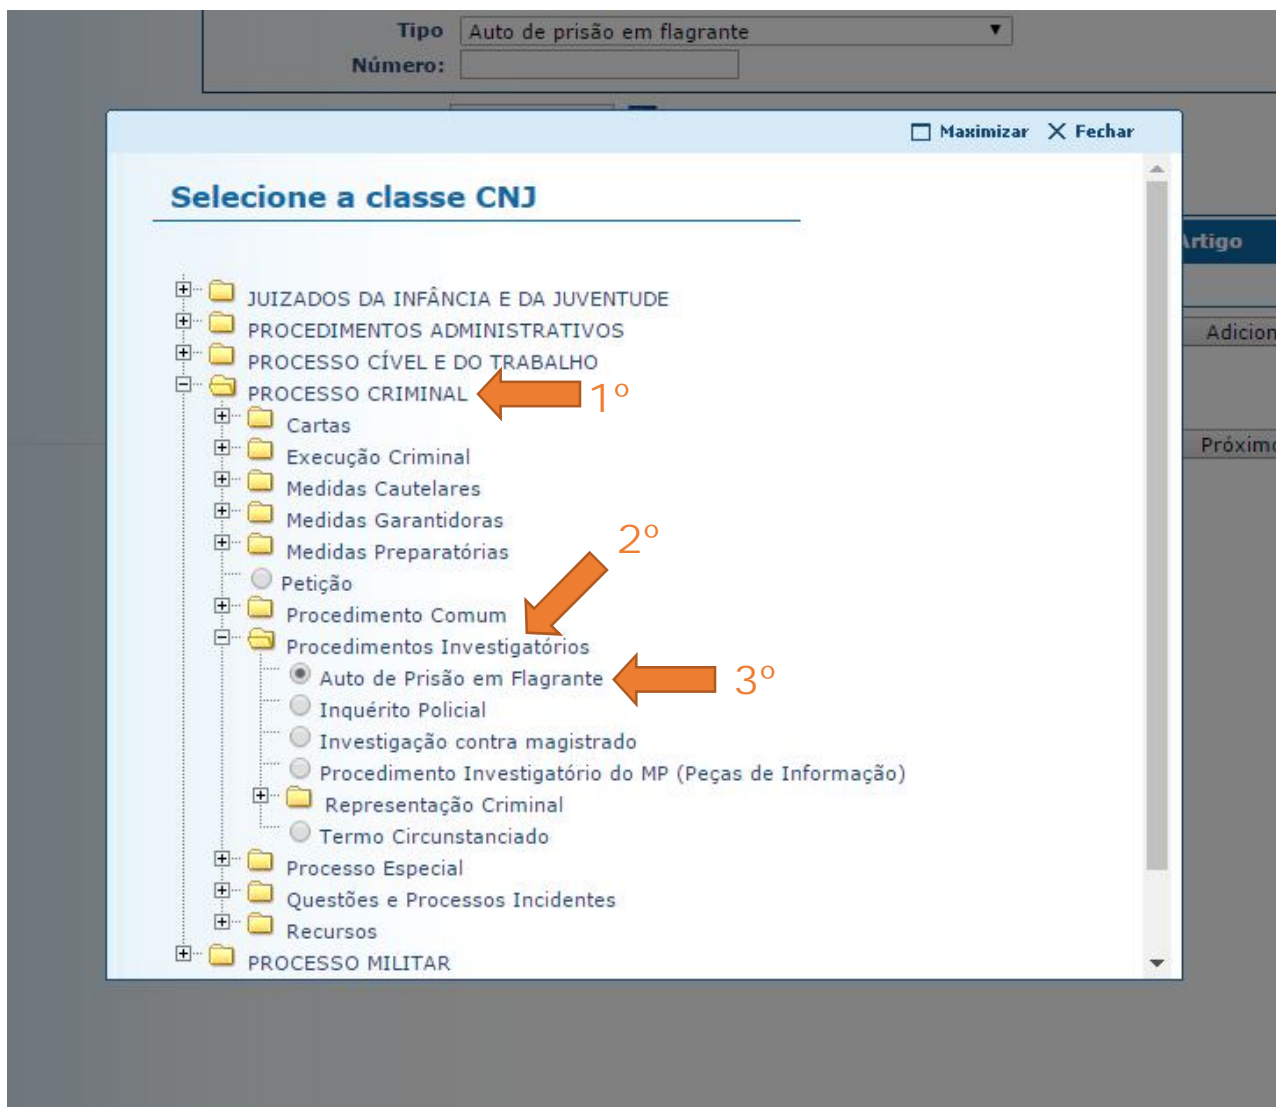 Tipo Auto de prisão em flagrante
Número:
Maximizar Fechar
Selecione a classe CNJ
Artigo
JUIZADOS DA INFÂNCIA E DA JUVENTUDE
PROCEDIMENTOS ADMINISTRATIVOS
Adicion
PROCESSO CÍVEL E DO TRABALHO
PROCESSO CRIMINAL 1º
Cartas
Próximo
Execução Criminal
Medidas Cautelares
Medidas Garantidoras
2º
Medidas Preparatórias
Petição
Procedimento Comum
Procedimentos Investigatórios
Auto de Prisão em Flagrante 3º
Inquérito Policial
Investigação contra magistrado
Procedimento Investigatório do MP (Peças de Informação)
Representação Criminal
Termo Circunstanciado
Processo Especial
Questões e Processos Incidentes
Recursos
PROCESSO MILITAR